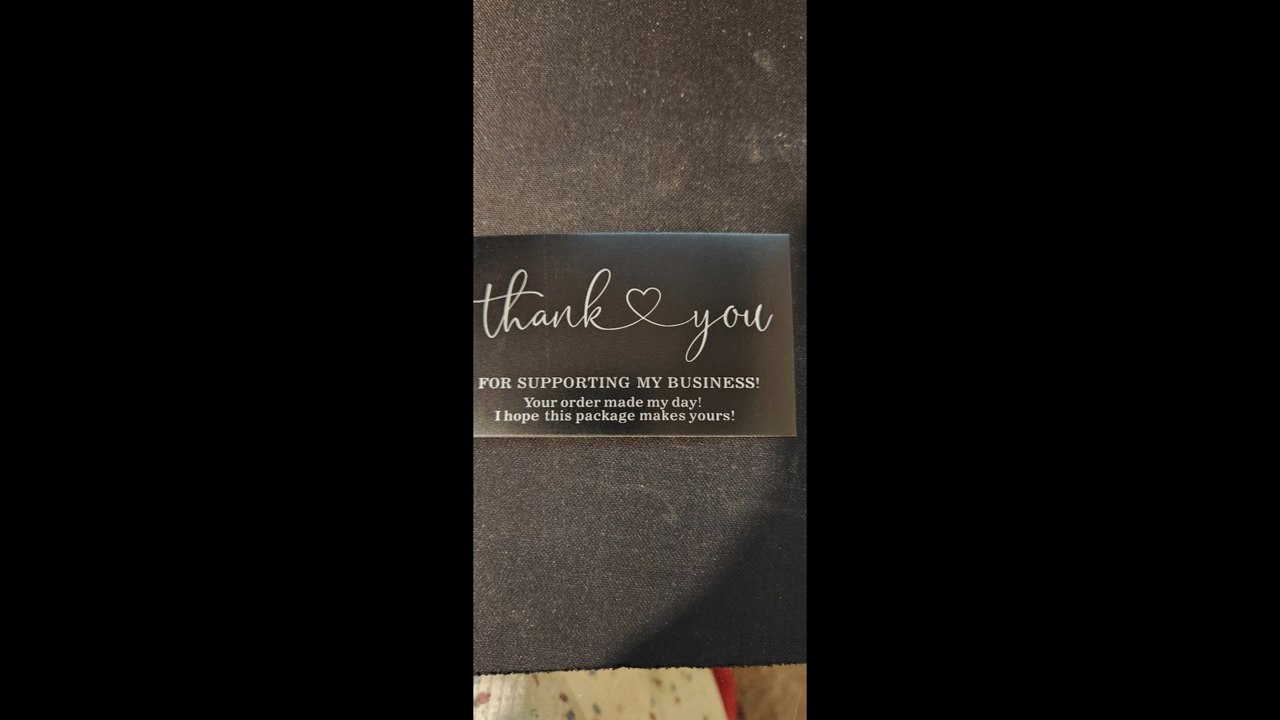 thank you
FOR SUPPORTING MY BUSINESS!
Your order made my day!
I hope this package makes yours!